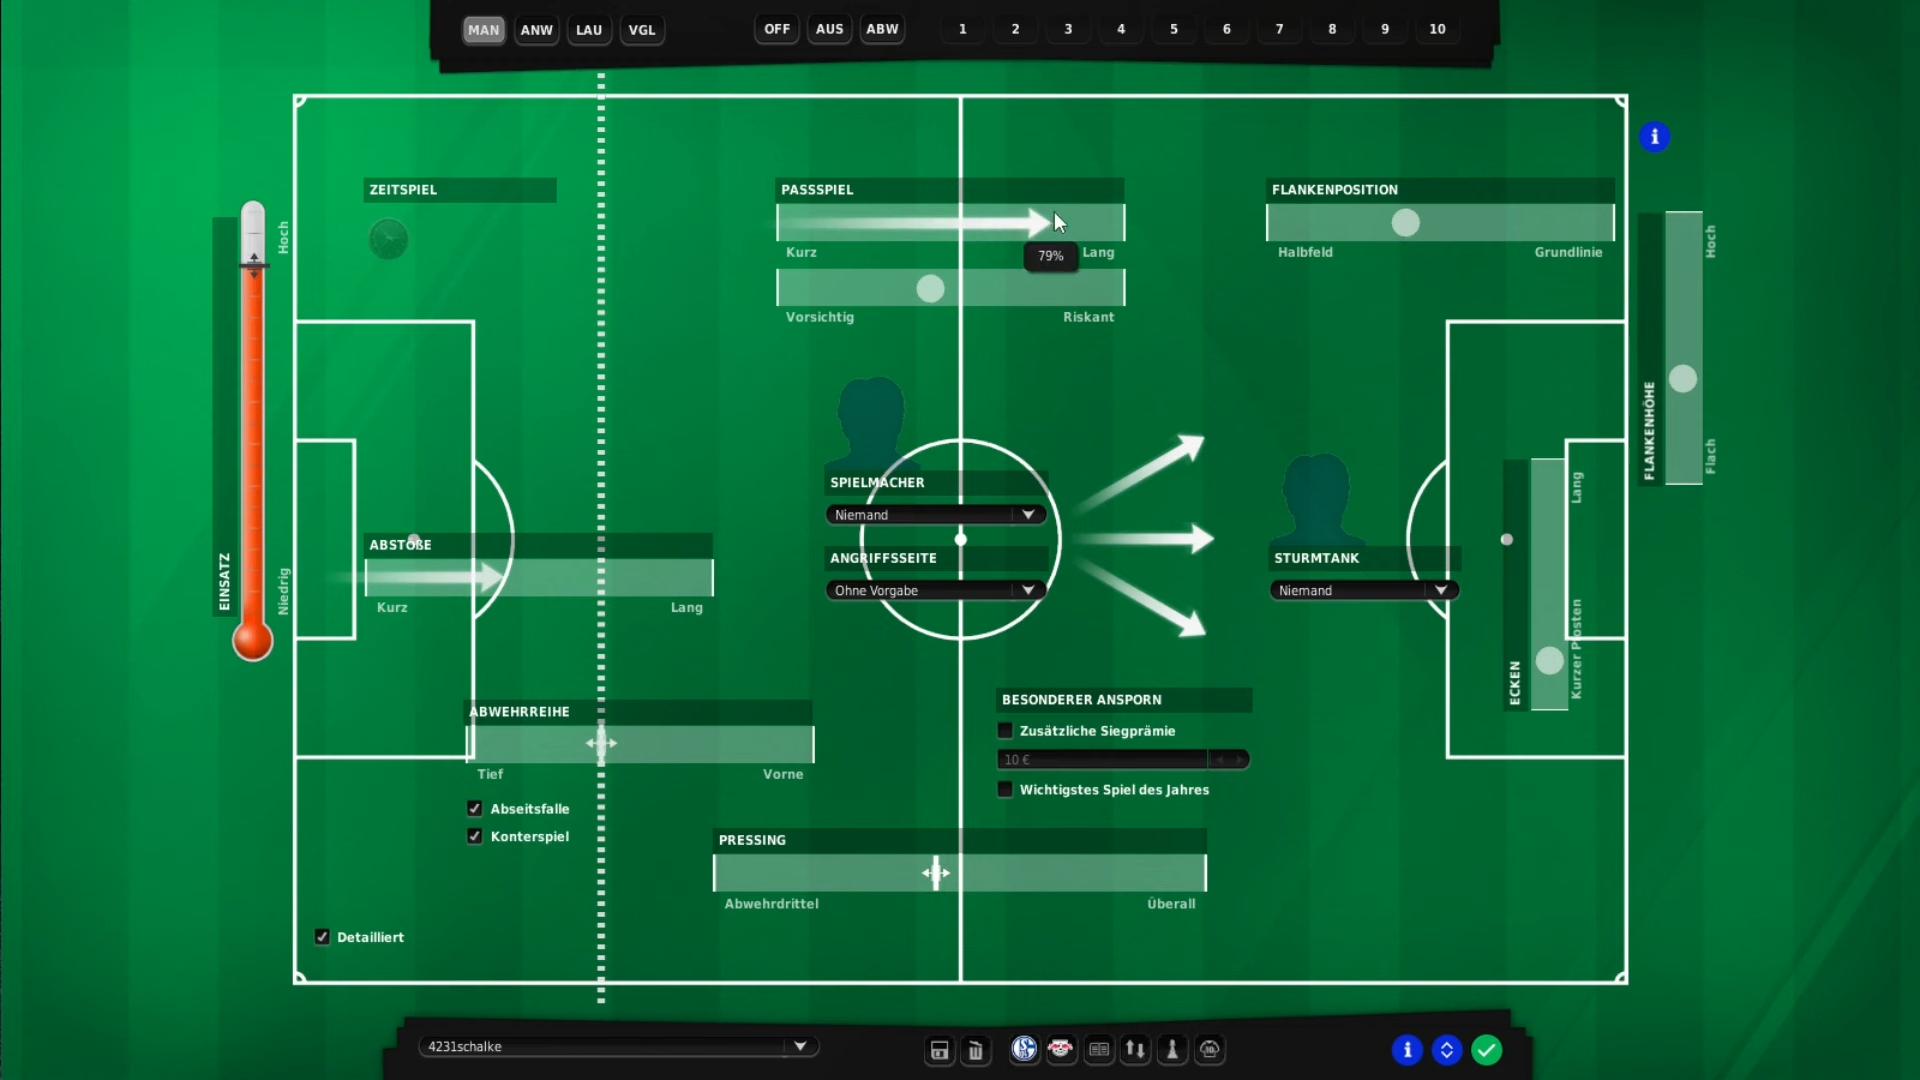 MAN ANW LAU VGL OFF AUS ABW 1 2 3 4 5 6 7 8 9 10
ZEITSPIEL
PASSSPIEL
Kurz
Lang
79%
Vorsichtig
Riskant
FLANKENPOSITION
Halbfeld
Grundlinie
EINSATZ
Hoch
Niedrig
FLANKENHÖHE
Hoch
Flach
SPIELMACHER
Niemand
ANGRIFFSSEITE
Ohne Vorgabe
STURMTANK
Niemand
ABSTÖßE
Kurz
Lang
ECKEN
Lang
Kurzer Pfosten
ABWEHRREIHE
Tief
Vorne
Abseitsfalle
Konterspiel
BESONDERER ANSPORN
Zusätzliche Siegprämie
10 €
Wichtigstes Spiel des Jahres
PRESSING
Abwehrdrittel
Überall
Detailliert
4231schalke